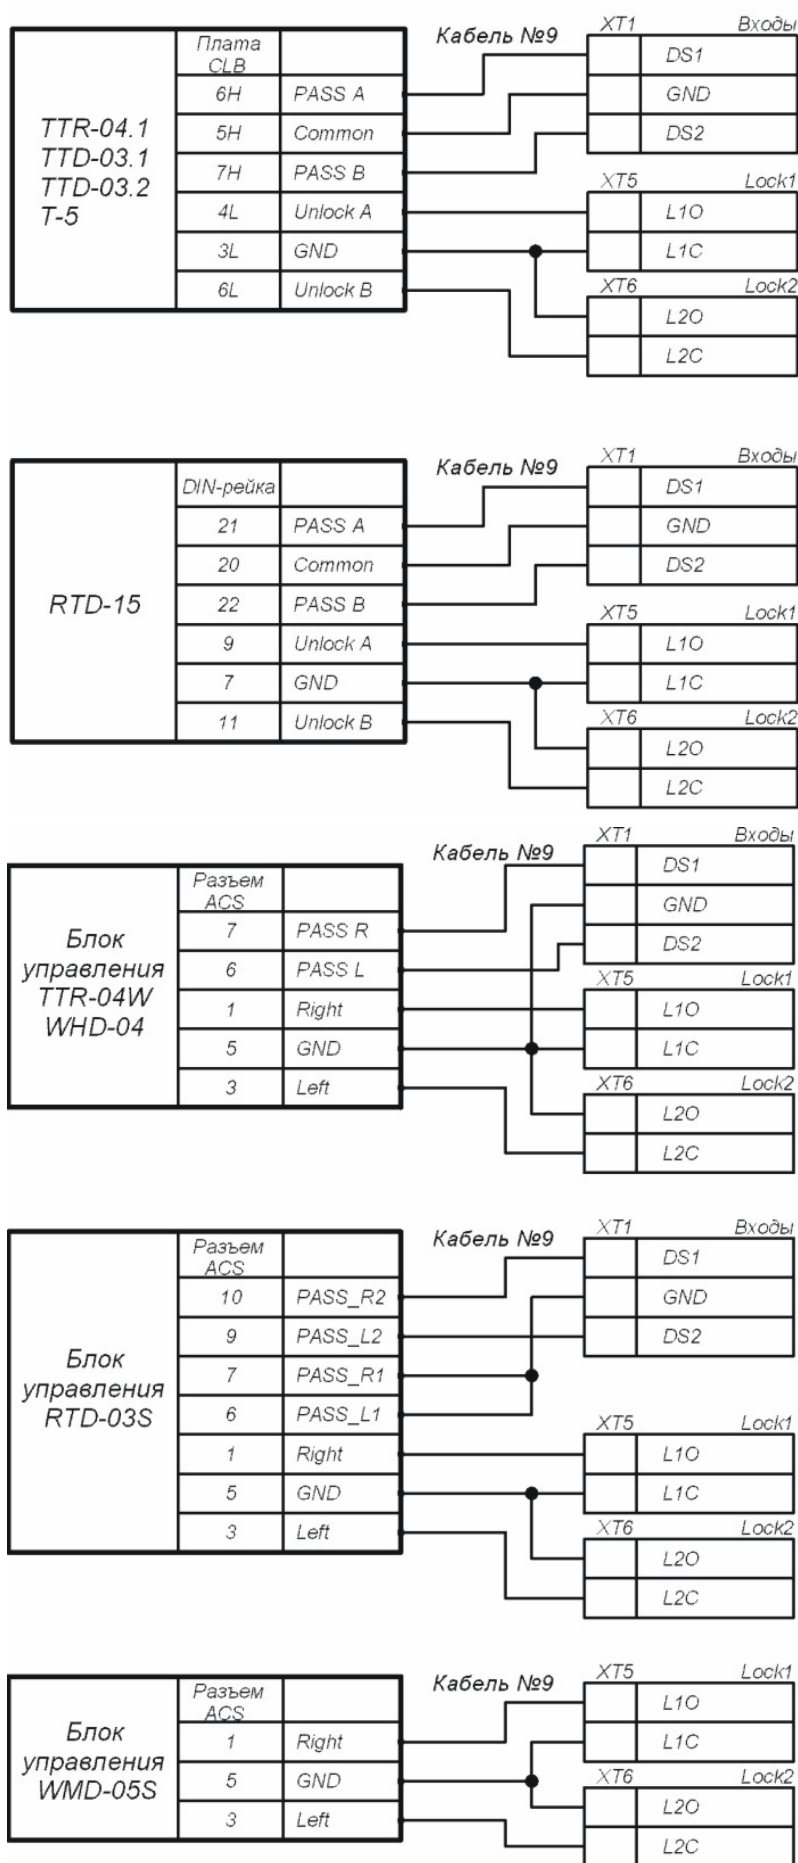 Кабель №9
XT1 Входы
Плата
CLB
DS1
6H PASS A
GND
TTR-04.1
TTD-03.1
TTD-03.2
T-5
5H Common
DS2
7H PASS B
XT5 Lock1
4L Unlock A
L1O
3L GND
L1C
XT6 Lock2
6L Unlock B
L2O
L2C
Кабель №9
XT1 Входы
DIN-рейка
DS1
21 PASS A
GND
20 Common
DS2
RTD-15
22 PASS B
XT5 Lock1
9 Unlock A
L1O
7 GND
L1C
XT6 Lock2
11 Unlock B
L2O
L2C
Кабель №9
XT1 Входы
Разъем
ACS
DS1
GND
7 PASS R
DS2
Блок
управления
TTR-04W
WHD-04
6 PASS L
XT5 Lock1
1 Right
L1O
5 GND
L1C
XT6 Lock2
3 Left
L2O
L2C
Кабель №9
XT1 Входы
Разъем
ACS
DS1
10 PASS_R2
GND
9 PASS_L2
DS2
Блок
управления
RTD-03S
7 PASS_R1
6 PASS_L1
XT5 Lock1
1 Right
L1O
5 GND
L1C
XT6 Lock2
3 Left
L2O
L2C
Кабель №9
XT5 Lock1
Разъем
ACS
L1O
Блок
управления
WMD-05S
1 Right
L1C
5 GND
XT6 Lock2
3 Left
L2O
L2C